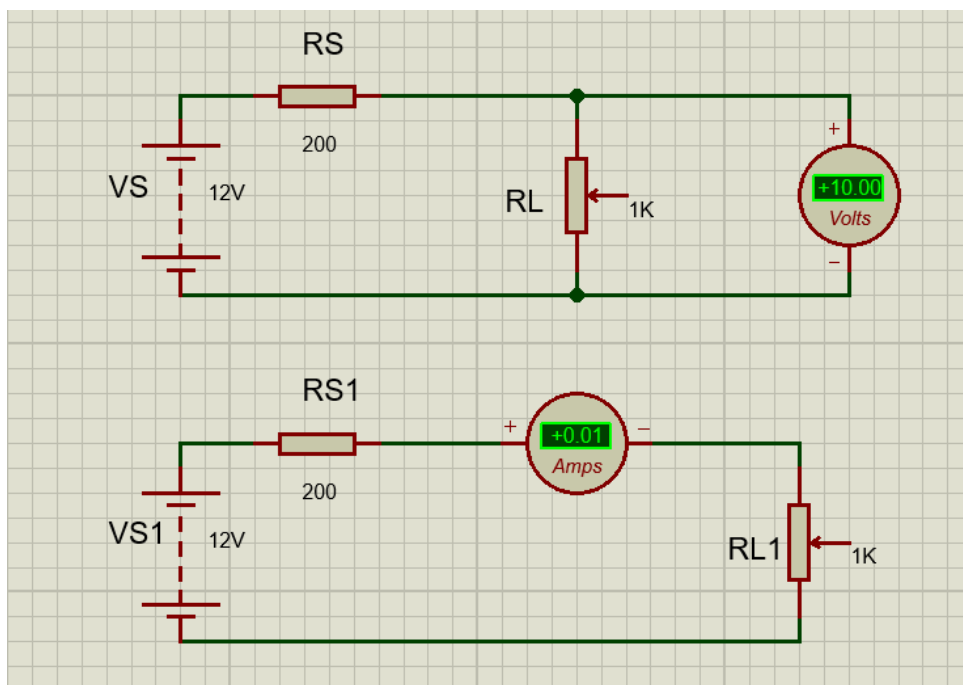 RS
200
VS
12V
RL
1K
+
+10.00
Volts
−
RS1
200
+
+0.01
Amps
−
VS1
12V
RL1
1K